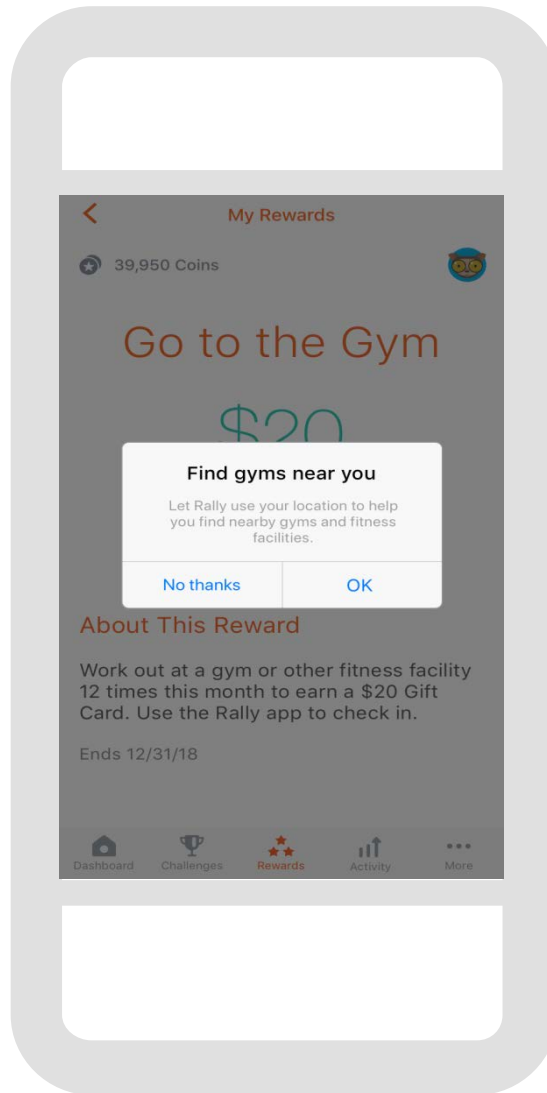 My Rewards
39,950 Coins
Go to the Gym
$20
Find gyms near you
Let Rally use your location to help
you find nearby gyms and fitness
facilities.
No thanks OK
About This Reward
Work out at a gym or other fitness facility
12 times this month to earn a $20 Gift
Card. Use the Rally app to check in.
Ends 12/31/18
Dashboard Challenges Rewards Activity More